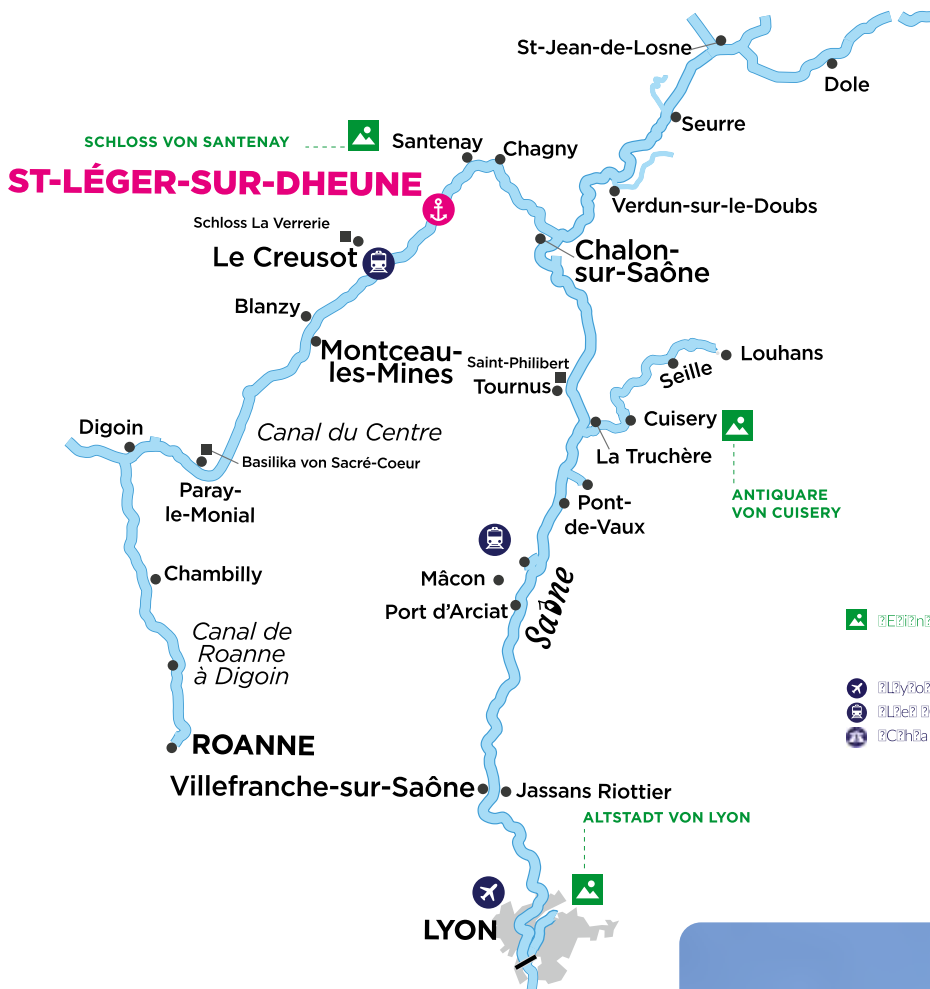 St-Jean-de-Losne
Dole
Seurre
SCHLOSS VON SANTENAY
Santenay
Chagny
ST-LÉGER-SUR-DHEUNE
Verdun-sur-le-Doubs
Schloss La Verrerie
Le Creusot
Chalon-
sur-Saône
Blanzy
Montceau-
les-Mines
Saint-Philibert
Tournus
Louhans
Seille
Digoin
Canal du Centre
Cuisery
Basilika von Sacré-Coeur
La Truchère
Paray-
le-Monial
ANTIQUARE
VON CUISERY
Pont-
de-Vaux
Chambilly
Mâcon
Port d'Arciat
Saône
Canal de
Roanne
à Digoin
ROANNE
Villefranche-sur-Saône
Jassans Riottier
ALTSTADT VON LYON
LYON